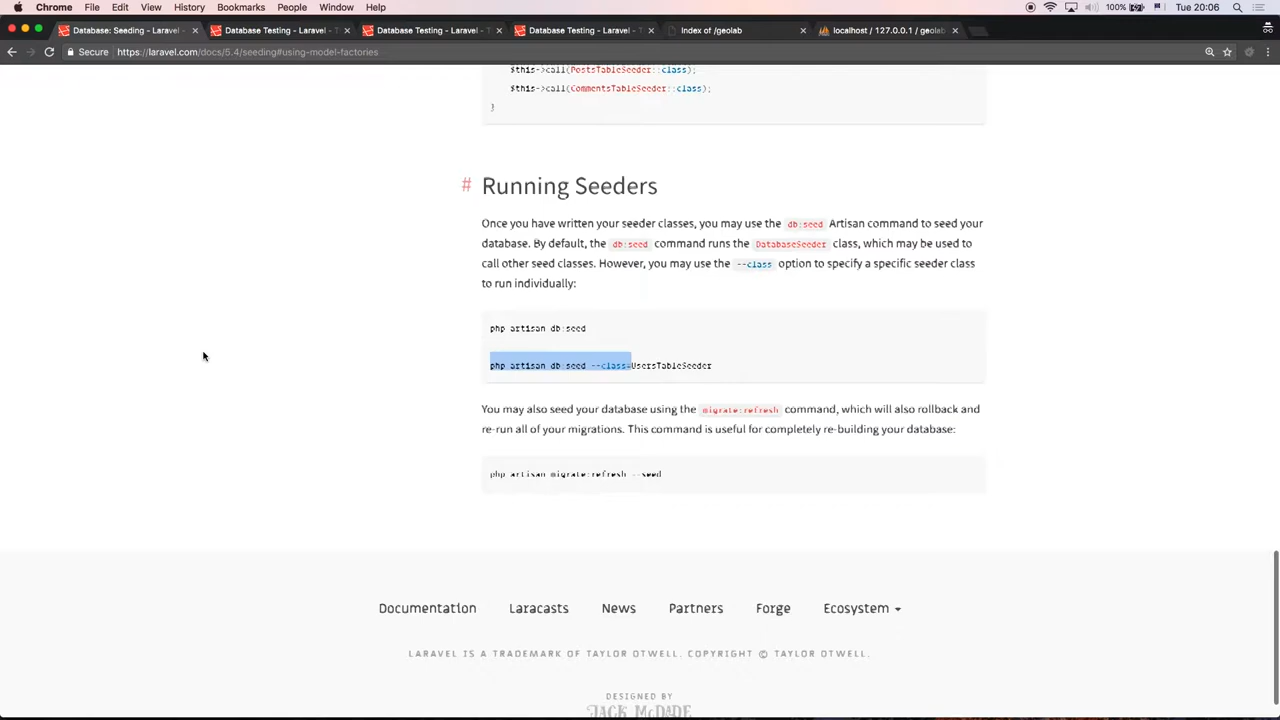 Chrome File Edit View History Bookmarks People Window Help 100% Tue 20:06
Database: Seeding - Laravel - Database Testing - Laravel - T Database Testing - Laravel - T Database Testing - Laravel - T Index of /geolab localhost / 127.0.0.1 / geolab
Secure https://laravel.com/docs/5.4/seeding#using-model-factories
$this->call(PostsTableSeeder::class);
$this->call(CommentsTableSeeder::class);
}
# Running Seeders
Once you have written your seeder classes, you may use the db:seed Artisan command to seed your
database. By default, the db:seed command runs the DatabaseSeeder class, which may be used to
call other seed classes. However, you may use the --class option to specify a specific seeder class
to run individually:
php artisan db:seed
php artisan db:seed --class=UsersTableSeeder
You may also seed your database using the migrate:refresh command, which will also rollback and
re-run all of your migrations. This command is useful for completely re-building your database:
php artisan migrate:refresh --seed
Documentation Laracasts News Partners Forge Ecosystem
LARAVEL IS A TRADEMARK OF TAYLOR OTWELL. COPYRIGHT © TAYLOR OTWELL.
DESIGNED BY
JACK McDADE